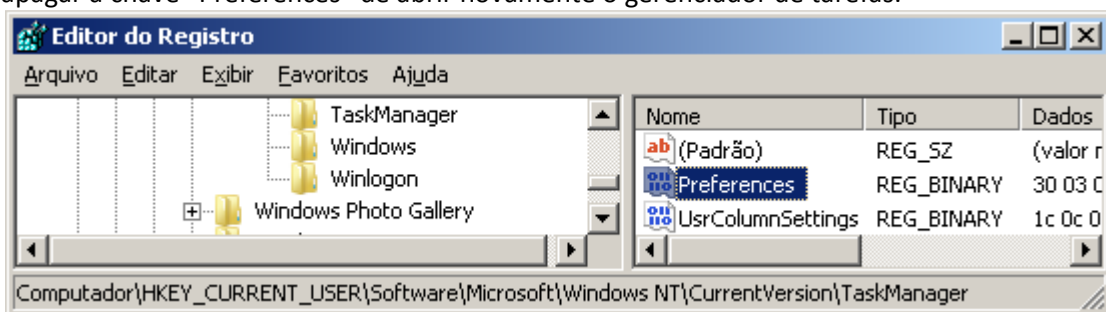 apagar a chave "Preferences" de abrir novamente o gerenciador de tarefas.
Editor do Registro
Arquivo Editar Exibir Favoritos Ajuda
TaskManager
Windows
Winlogon
Windows Photo Gallery
Nome Tipo Dados
(Padrão) REG_SZ (valor
Preferences REG_BINARY 30 03
UsrColumnSettings REG_BINARY 1c 0c
Computador\HKEY_CURRENT_USER\Software\Microsoft\Windows NT\CurrentVersion\TaskManager